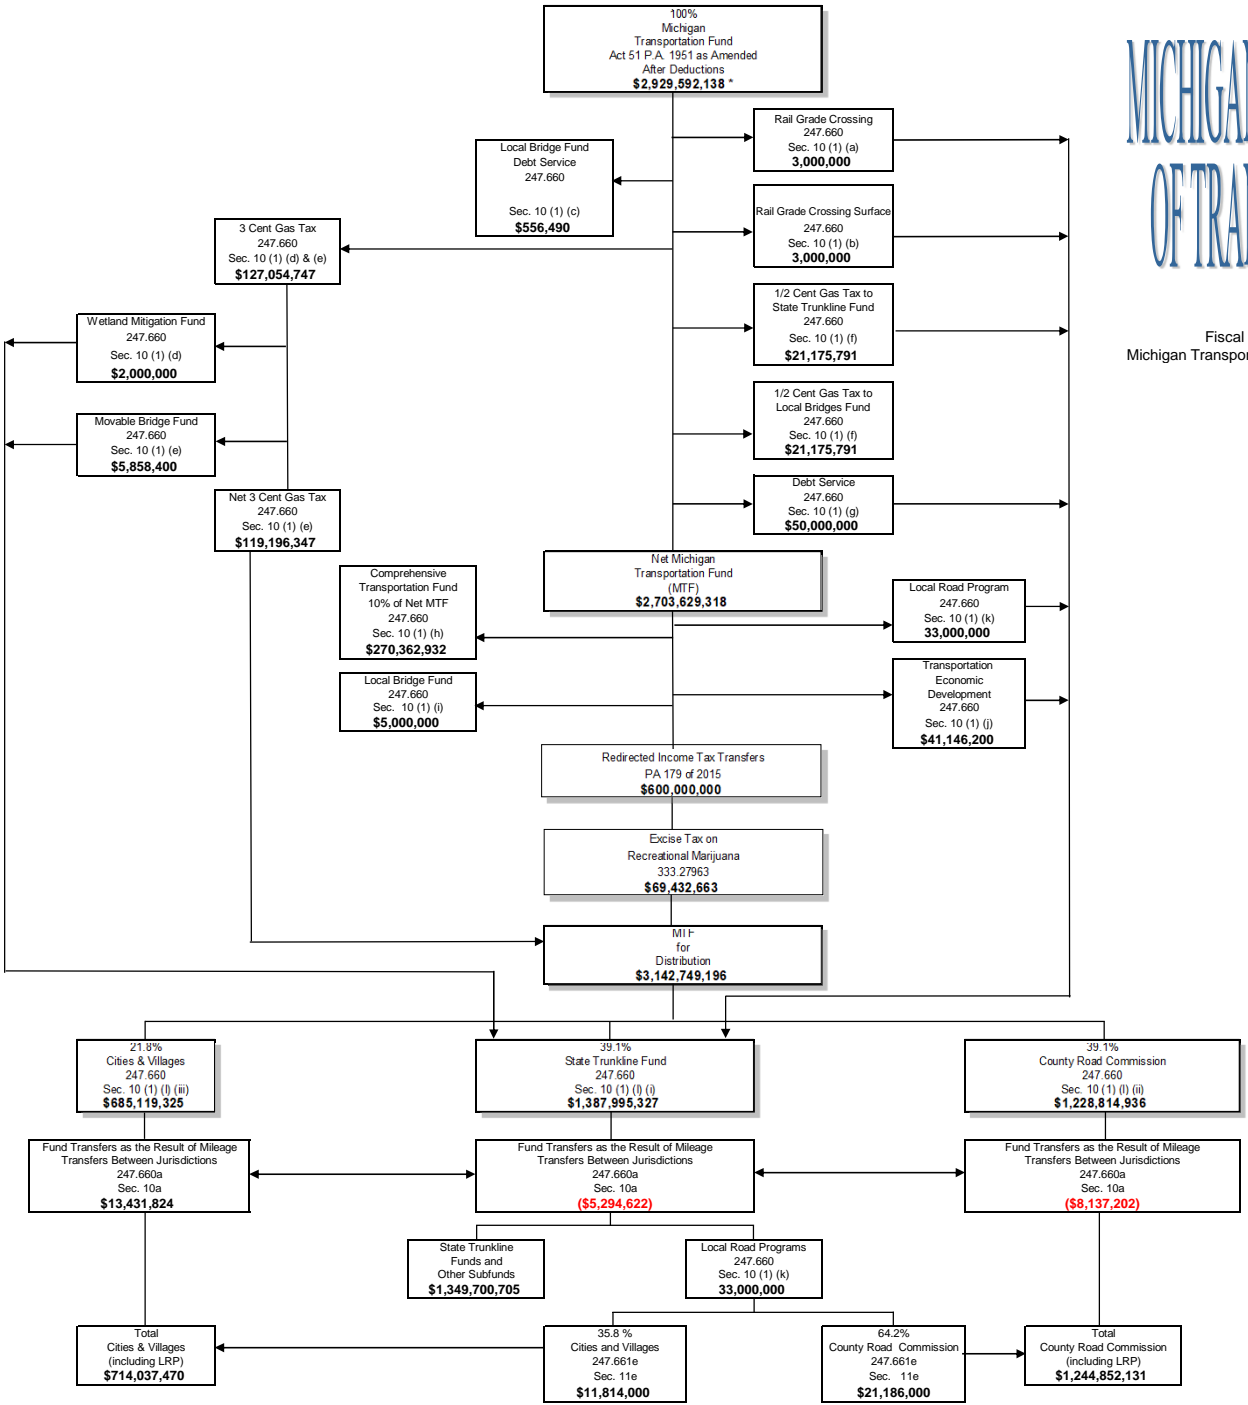 100%
Michigan
Transportation Fund
Act 51 P.A. 1951 as Amended
After Deductions
$2,929,592,138 *
MICHIGAN
OF TRA
Fiscal
Michigan Transpor
Rail Grade Crossing
247.660
Sec. 10 (1) (a)
3,000,000
Local Bridge Fund
Debt Service
247.660
Sec. 10 (1) (c)
$556,490
Rail Grade Crossing Surface
247.660
Sec. 10 (1) (b)
3,000,000
3 Cent Gas Tax
247.660
Sec. 10 (1) (d) & (e)
$127,054,747
1/2 Cent Gas Tax to
State Trunkline Fund
247.660
Sec. 10 (1) (f)
$21,175,791
Wetland Mitigation Fund
247.660
Sec. 10 (1) (d)
$2,000,000
1/2 Cent Gas Tax to
Local Bridges Fund
247.660
Sec. 10 (1) (f)
$21,175,791
Movable Bridge Fund
247.660
Sec. 10 (1) (e)
$5,858,400
Debt Service
247.660
Sec. 10 (1) (g)
$50,000,000
Net 3 Cent Gas Tax
247.660
Sec. 10 (1) (e)
$119,196,347
Net Michigan
Transportation Fund
(MTF)
$2,703,629,318
Comprehensive
Transportation Fund
10% of Net MTF
247.660
Sec. 10 (1) (h)
$270,362,932
Local Road Program
247.660
Sec. 10 (1) (k)
33,000,000
Local Bridge Fund
247.660
Sec. 10 (1) (i)
$5,000,000
Transportation
Economic
Development
247.660
Sec. 10 (1) (j)
$41,146,200
Redirected Income Tax Transfers
PA 179 of 2015
$600,000,000
Excise Tax on
Recreational Marijuana
333.27963
$69,432,663
MTF
for
Distribution
$3,142,749,196
21.8%
Cities & Villages
247.660
Sec. 10 (1) (l) (iii)
$685,119,325
39.1%
State Trunkline Fund
247.660
Sec. 10 (1) (l) (i)
$1,387,995,327
39.1%
County Road Commission
247.660
Sec. 10 (1) (l) (ii)
$1,228,814,936
Fund Transfers as the Result of Mileage
Transfers Between Jurisdictions
247.660a
Sec. 10a
$13,431,824
Fund Transfers as the Result of Mileage
Transfers Between Jurisdictions
247.660a
Sec. 10a
($5,294,622)
Fund Transfers as the Result of Mileage
Transfers Between Jurisdictions
247.660a
Sec. 10a
($8,137,202)
State Trunkline
Funds and
Other Subfunds
$1,349,700,705
Local Road Programs
247.660
Sec. 10 (1) (k)
33,000,000
Total
Cities & Villages
(including LRP)
$714,037,470
35.8 %
Cities and Villages
247.661e
Sec. 11e
$11,814,000
64.2%
County Road Commission
247.661e
Sec. 11e
$21,186,000
Total
County Road Commission
(including LRP)
$1,244,852,131